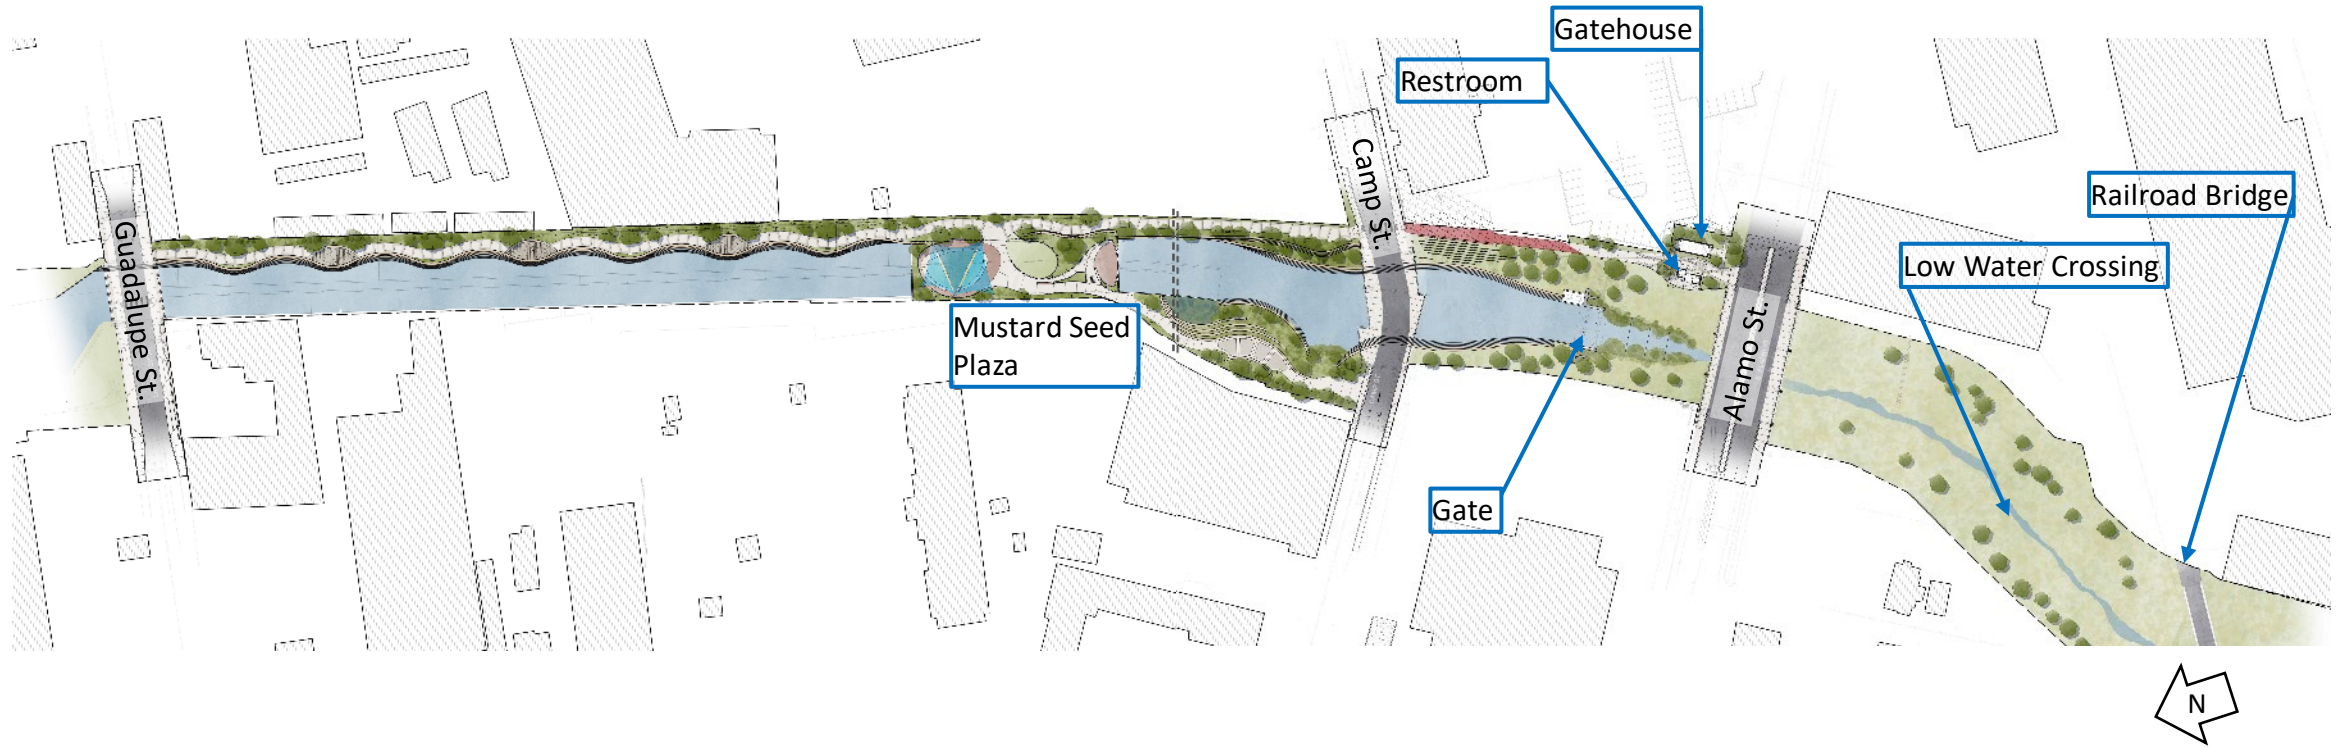 Gatehouse
Restroom
Camp St.
Railroad Bridge
Guadalupe St.
Low Water Crossing
Mustard Seed
Plaza
Alamo St.
Gate
N